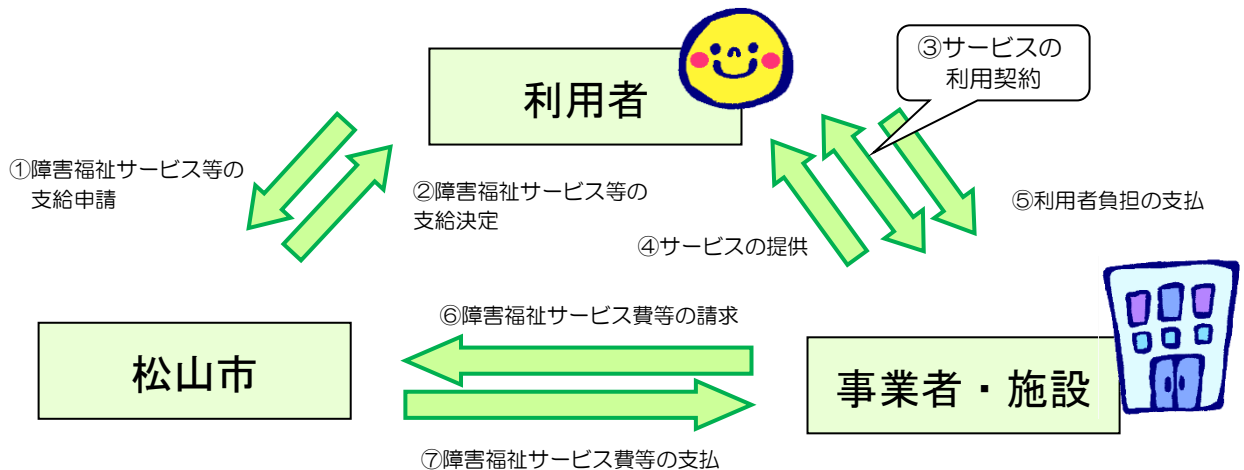 利用者
③サービスの
利用契約
①障害福祉サービス等の
支給申請
②障害福祉サービス等の
支給決定
④サービスの提供
⑤利用者負担の支払
⑥障害福祉サービス費等の請求
松山市
事業者・施設
⑦障害福祉サービス費等の支払